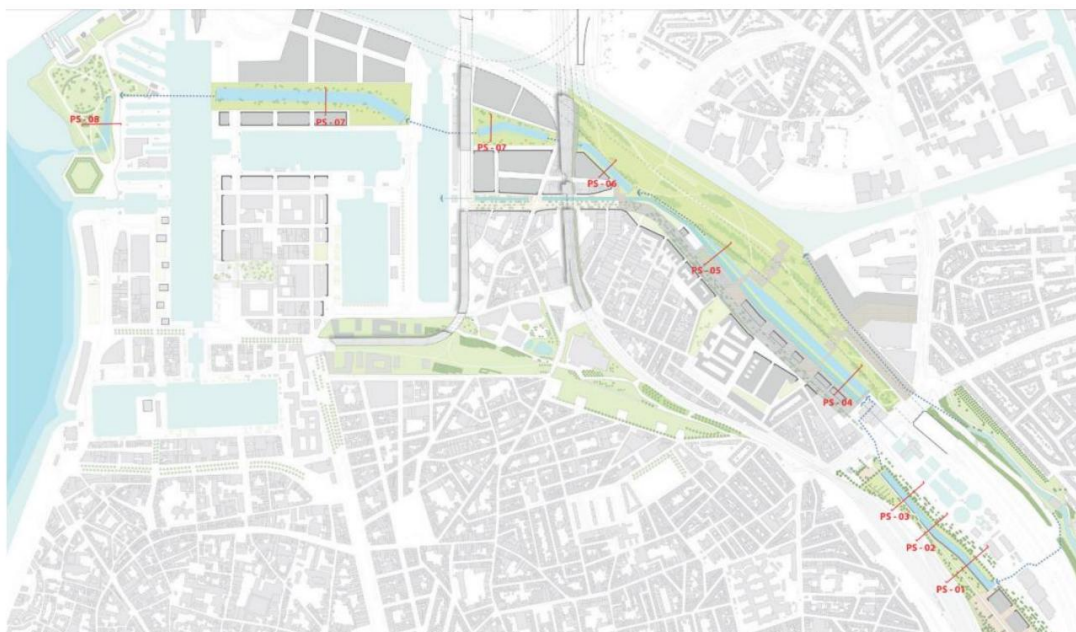 PS - 08
PS - 07
PS - 07
PS - 06
PS - 05
PS - 04
PS - 03
PS - 02
PS - 01